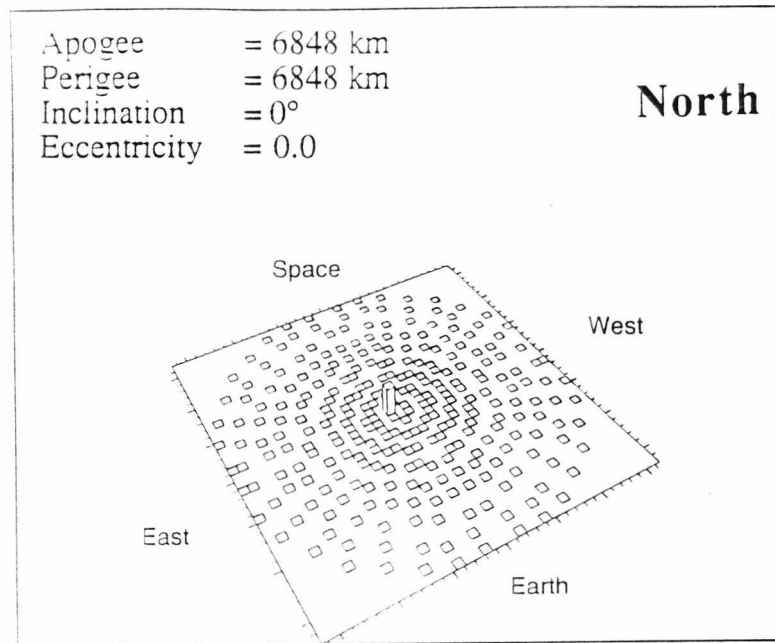 Apogee = 6848 km
Perigee = 6848 km
Inclination = 0°
Eccentricity = 0.0
North
Space
West
East
Earth